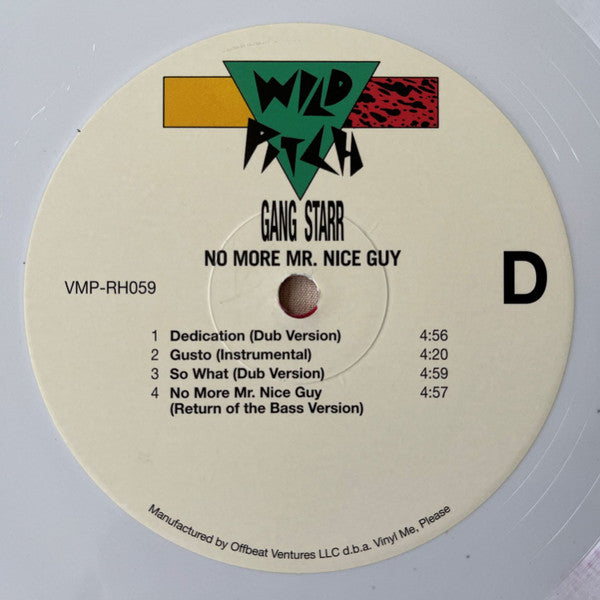 WILD
PITCH
GANG STARR
NO MORE MR. NICE GUY
VMP-RH059
D
1 Dedication (Dub Version) 4:56
2 Gusto (Instrumental) 4:20
3 So What (Dub Version) 4:59
4 No More Mr. Nice Guy 4:57
(Return of the Bass Version)
Manufactured by Offbeat Ventures LLC d.b.a. Vinyl Me, Please